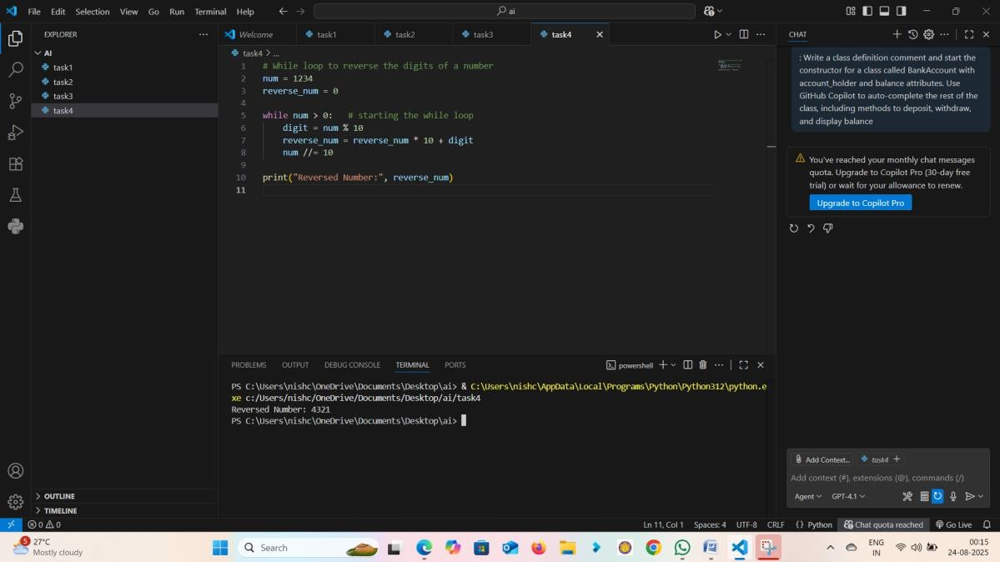 File Edit Selection View Go Run Terminal Help
ai
EXPLORER
AI
task1
task2
task3
task4
OUTLINE
TIMELINE
Welcome task1 task2 task3 task4
task4 > ...
1 # While loop to reverse the digits of a number
2 num = 1234
3 reverse_num = 0
4
5 while num > 0:   # starting the while loop
6     digit = num % 10
7     reverse_num = reverse_num * 10 + digit
8     num //= 10
9
10 print("Reversed Number:", reverse_num)
11
PROBLEMS OUTPUT DEBUG CONSOLE TERMINAL PORTS
powershell
PS C:\Users\nishc\OneDrive\Documents\Desktop\ai> & C:\Users\nishc\AppData\Local\Programs\Python\Python312\python.e
xe c:/Users/nishc/OneDrive/Documents/Desktop/ai/task4
Reversed Number: 4321
PS C:\Users\nishc\OneDrive\Documents\Desktop\ai>
CHAT
: Write a class definition comment and start the
constructor for a class called BankAccount with
account_holder and balance attributes. Use
GitHub Copilot to auto-complete the rest of the
class, including methods to deposit, withdraw,
and display balance
You've reached your monthly chat messages
quota. Upgrade to Copilot Pro (30-day free
trial) or wait for your allowance to renew.
Upgrade to Copilot Pro
Add Context... task4 +
Add context (#), extensions (@), commands (/)
Agent GPT-4.1
0 0 Ln 11, Col 1 Spaces: 4 UTF-8 CRLF {} Python Chat quota reached Go Live
5
27°C
Mostly cloudy
Search
ENG
IN
00:15
24-08-2025